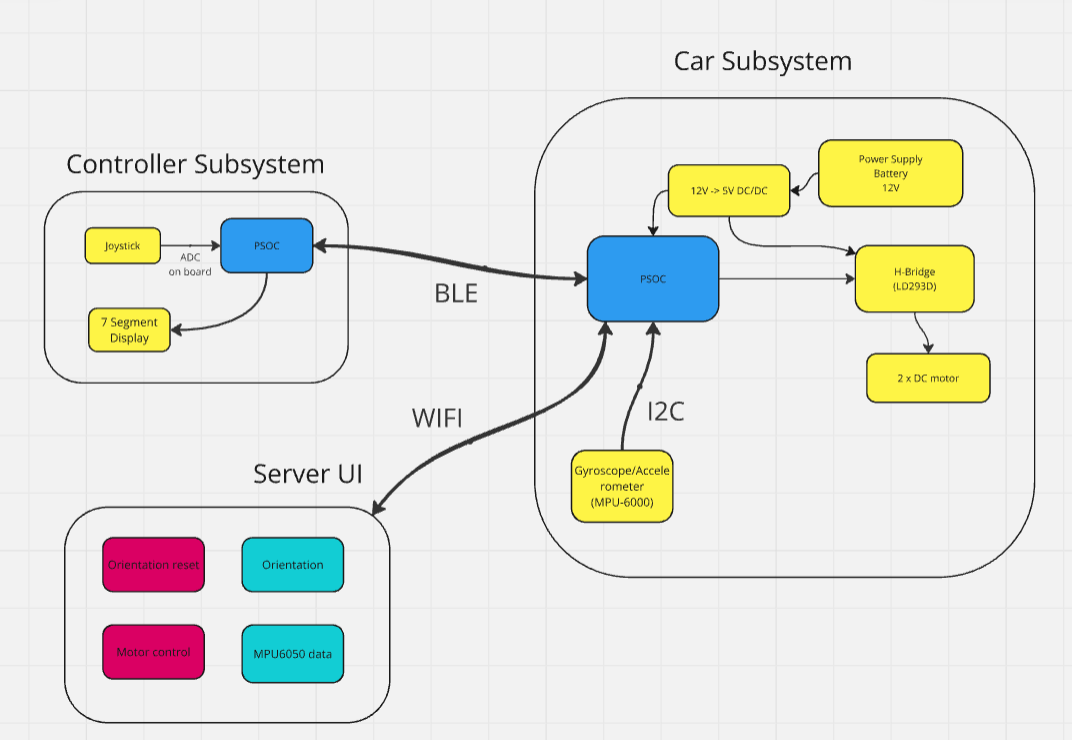 Car Subsystem
Controller Subsystem
Power Supply
Battery
12V
12V -> 5V DC/DC
Joystick
ADC
on board
PSOC
PSOC
H-Bridge
(LD293D)
BLE
7 Segment
Display
2 x DC motor
WIFI
I2C
Gyroscope/Accele
rometer
(MPU-6000)
Server UI
Orientation reset
Orientation
Motor control
MPU6050 data